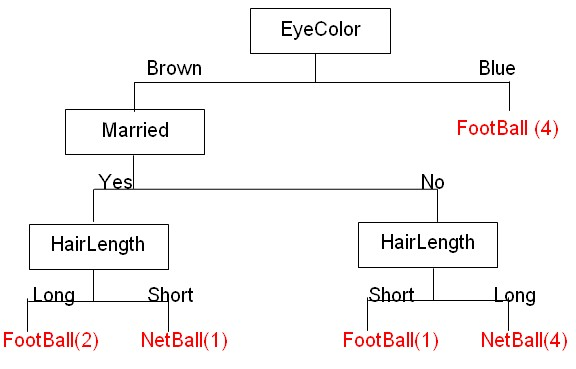 EyeColor
Brown Blue
FootBall (4)
Married
Yes No
HairLength HairLength
Long Short Short Long
FootBall(2) NetBall(1) FootBall(1) NetBall(4)